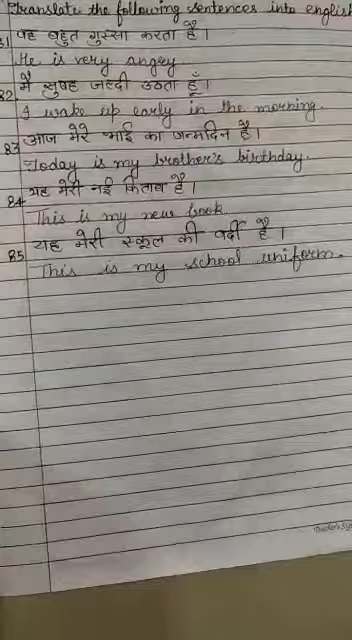 Translate the following sentences into english
81 वह बहुत गुस्सा करता है।
He is very angry
82. मैं सुबह जल्दी उठता हूँ।
I wake up early in the morning.
83 आज मेरे भाई का जन्मदिन है।
Today is my brother's birthday.
84 यह मेरी नई किताब है।
This is my new book.
85 यह मेरी स्कूल की वर्दी है।
This is my school uniform.